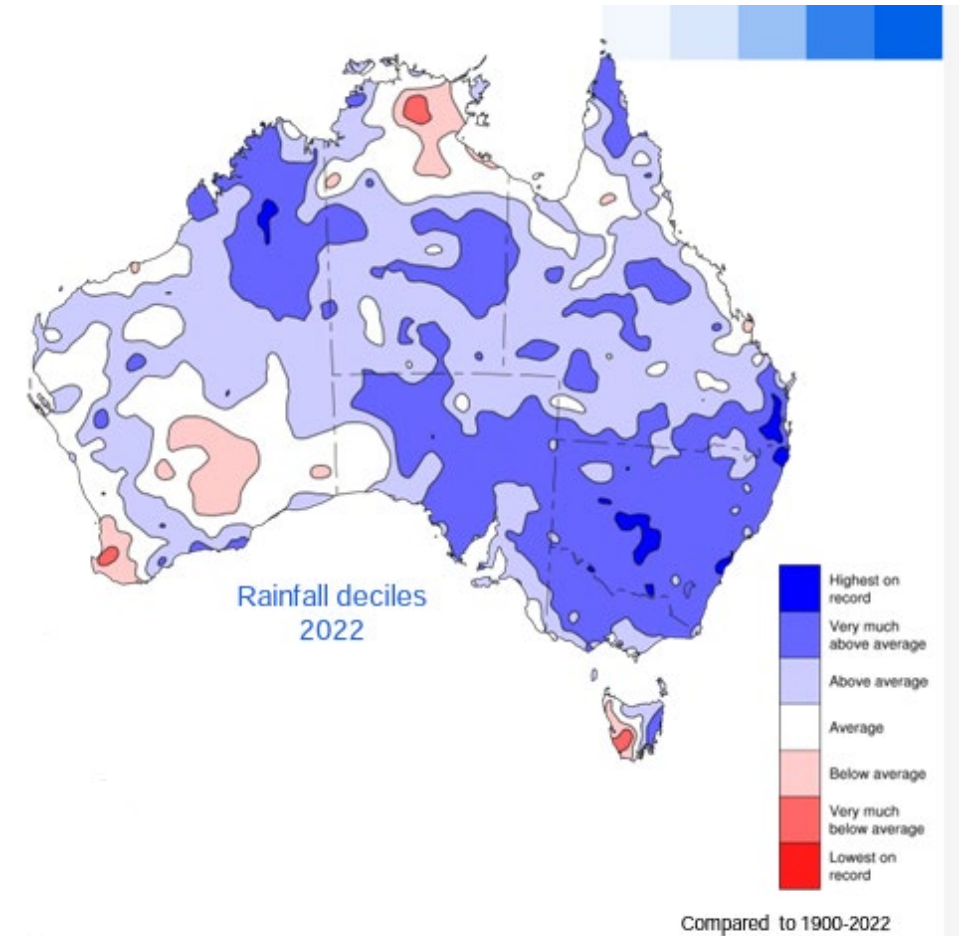 Rainfall deciles
2022
Highest on
record
Very much
above average
Above average
Average
Below average
Very much
below average
Lowest on
record
Compared to 1900-2022